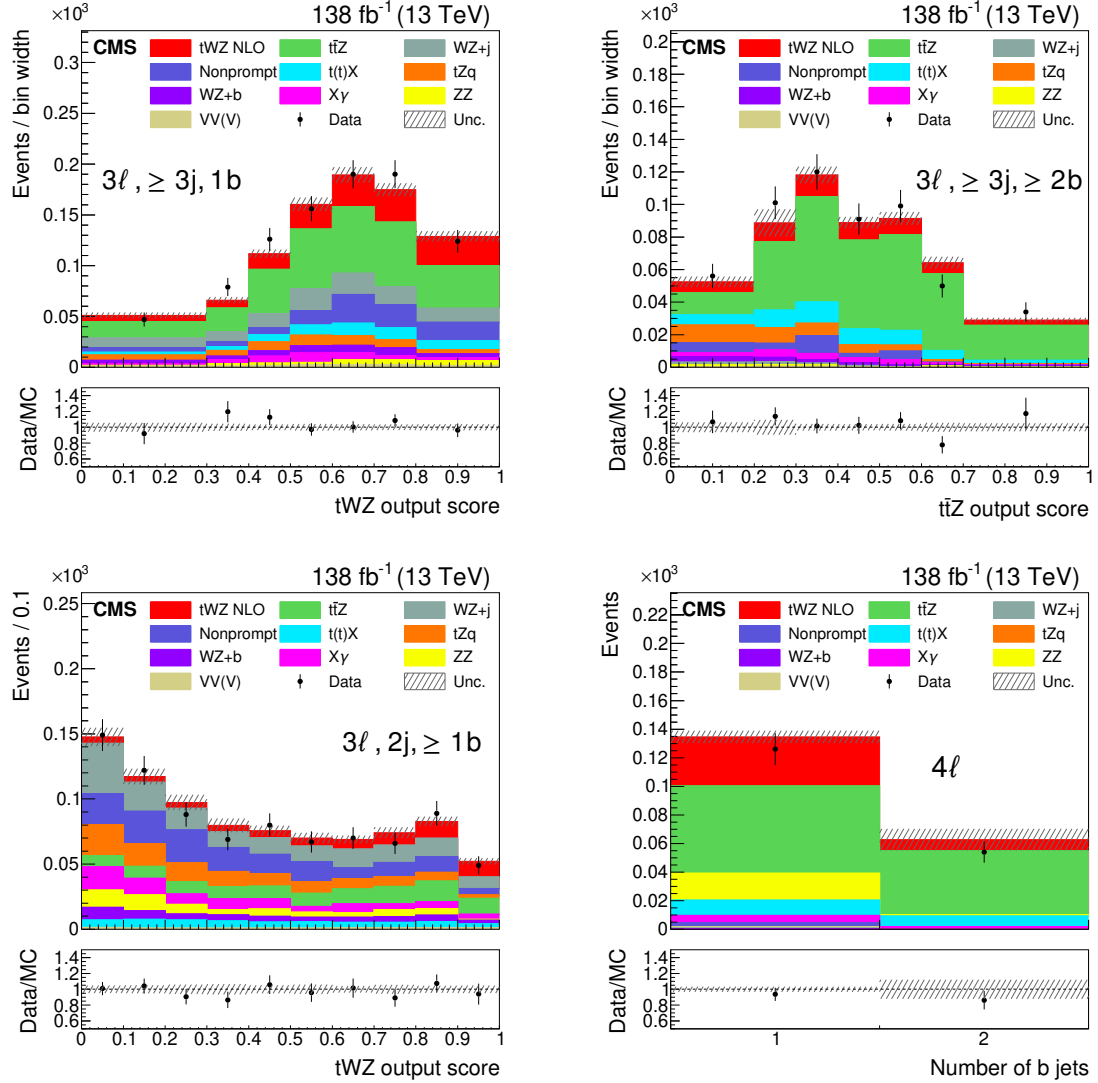 ×10³ 138 fb⁻¹ (13 TeV)
Events / bin width
0.3
0.25
0.2
0.15
0.1
0.05
0
CMS
tWZ NLO tt̄Z WZ+j
Nonprompt t(t)X tZq
WZ+b Xγ ZZ
VV(V) Data Unc.
3ℓ , ≥ 3j, 1b
Data/MC
1.4
1.2
1
0.8
0.6
0 0.1 0.2 0.3 0.4 0.5 0.6 0.7 0.8 0.9 1
tWZ output score
×10³ 138 fb⁻¹ (13 TeV)
Events / bin width
0.2
0.18
0.16
0.14
0.12
0.1
0.08
0.06
0.04
0.02
0
CMS
tWZ NLO tt̄Z WZ+j
Nonprompt t(t)X tZq
WZ+b Xγ ZZ
VV(V) Data Unc.
3ℓ , ≥ 3j, ≥ 2b
Data/MC
1.4
1.2
1
0.8
0.6
0 0.1 0.2 0.3 0.4 0.5 0.6 0.7 0.8 0.9 1
tt̄Z output score
×10³ 138 fb⁻¹ (13 TeV)
Events / 0.1
0.25
0.2
0.15
0.1
0.05
0
CMS
tWZ NLO tt̄Z WZ+j
Nonprompt t(t)X tZq
WZ+b Xγ ZZ
VV(V) Data Unc.
3ℓ , 2j, ≥ 1b
Data/MC
1.4
1.2
1
0.8
0.6
0 0.1 0.2 0.3 0.4 0.5 0.6 0.7 0.8 0.9 1
tWZ output score
×10³ 138 fb⁻¹ (13 TeV)
Events
0.22
0.2
0.18
0.16
0.14
0.12
0.1
0.08
0.06
0.04
0.02
0
CMS
tWZ NLO tt̄Z WZ+j
Nonprompt t(t)X tZq
WZ+b Xγ ZZ
VV(V) Data Unc.
4ℓ
Data/MC
1.4
1.2
1
0.8
0.6
1 2
Number of b jets